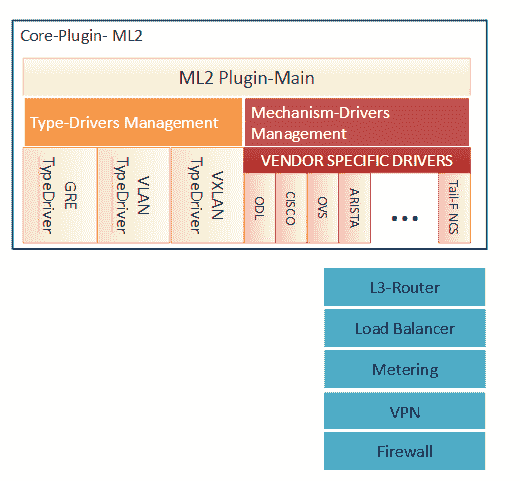 Core-Plugin- ML2
ML2 Plugin-Main
Type-Drivers Management
Mechanism-Drivers
Management
VENDOR SPECIFIC DRIVERS
GRE
TypeDriver
VLAN
TypeDriver
VXLAN
TypeDriver
ODL
CISCO
OVS
ARISTA
...
Tail-F NCS
L3-Router
Load Balancer
Metering
VPN
Firewall